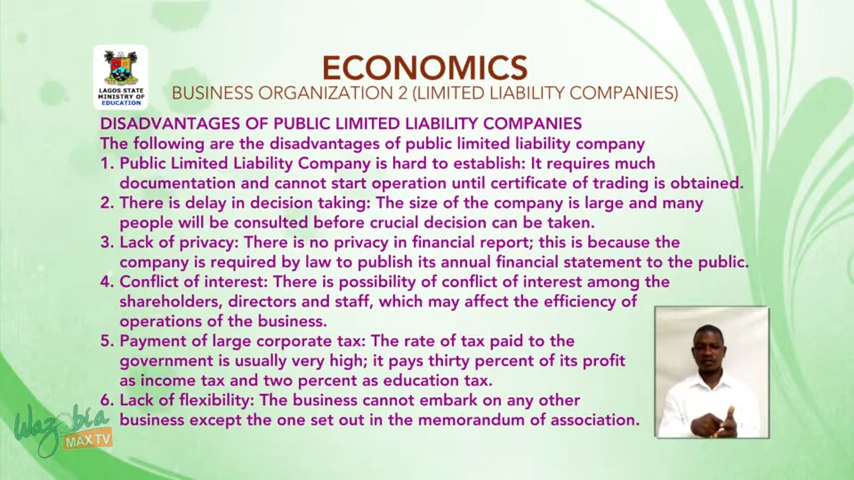 LAGOS STATE
MINISTRY OF
EDUCATION
ECONOMICS
BUSINESS ORGANIZATION 2 (LIMITED LIABILITY COMPANIES)
DISADVANTAGES OF PUBLIC LIMITED LIABILITY COMPANIES
The following are the disadvantages of public limited liability company
1. Public Limited Liability Company is hard to establish: It requires much
documentation and cannot start operation until certificate of trading is obtained.
2. There is delay in decision taking: The size of the company is large and many
people will be consulted before crucial decision can be taken.
3. Lack of privacy: There is no privacy in financial report; this is because the
company is required by law to publish its annual financial statement to the public.
4. Conflict of interest: There is possibility of conflict of interest among the
shareholders, directors and staff, which may affect the efficiency of
operations of the business.
5. Payment of large corporate tax: The rate of tax paid to the
government is usually very high; it pays thirty percent of its profit
as income tax and two percent as education tax.
6. Lack of flexibility: The business cannot embark on any other
business except the one set out in the memorandum of association.
Wazobia
MAX TV